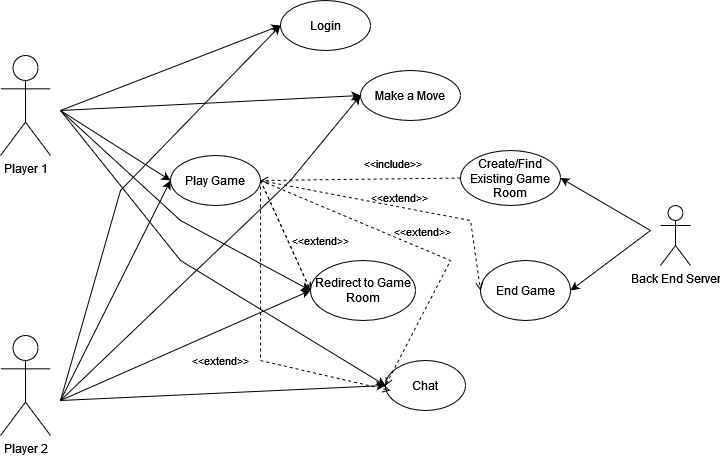 Login
Make a Move
Player 1
<<include>>
Create/Find
Existing Game
Room
Play Game
<<extend>>
<<extend>>
<<extend>>
Back End Server
Redirect to Game
Room
End Game
<<extend>>
Chat
Player 2